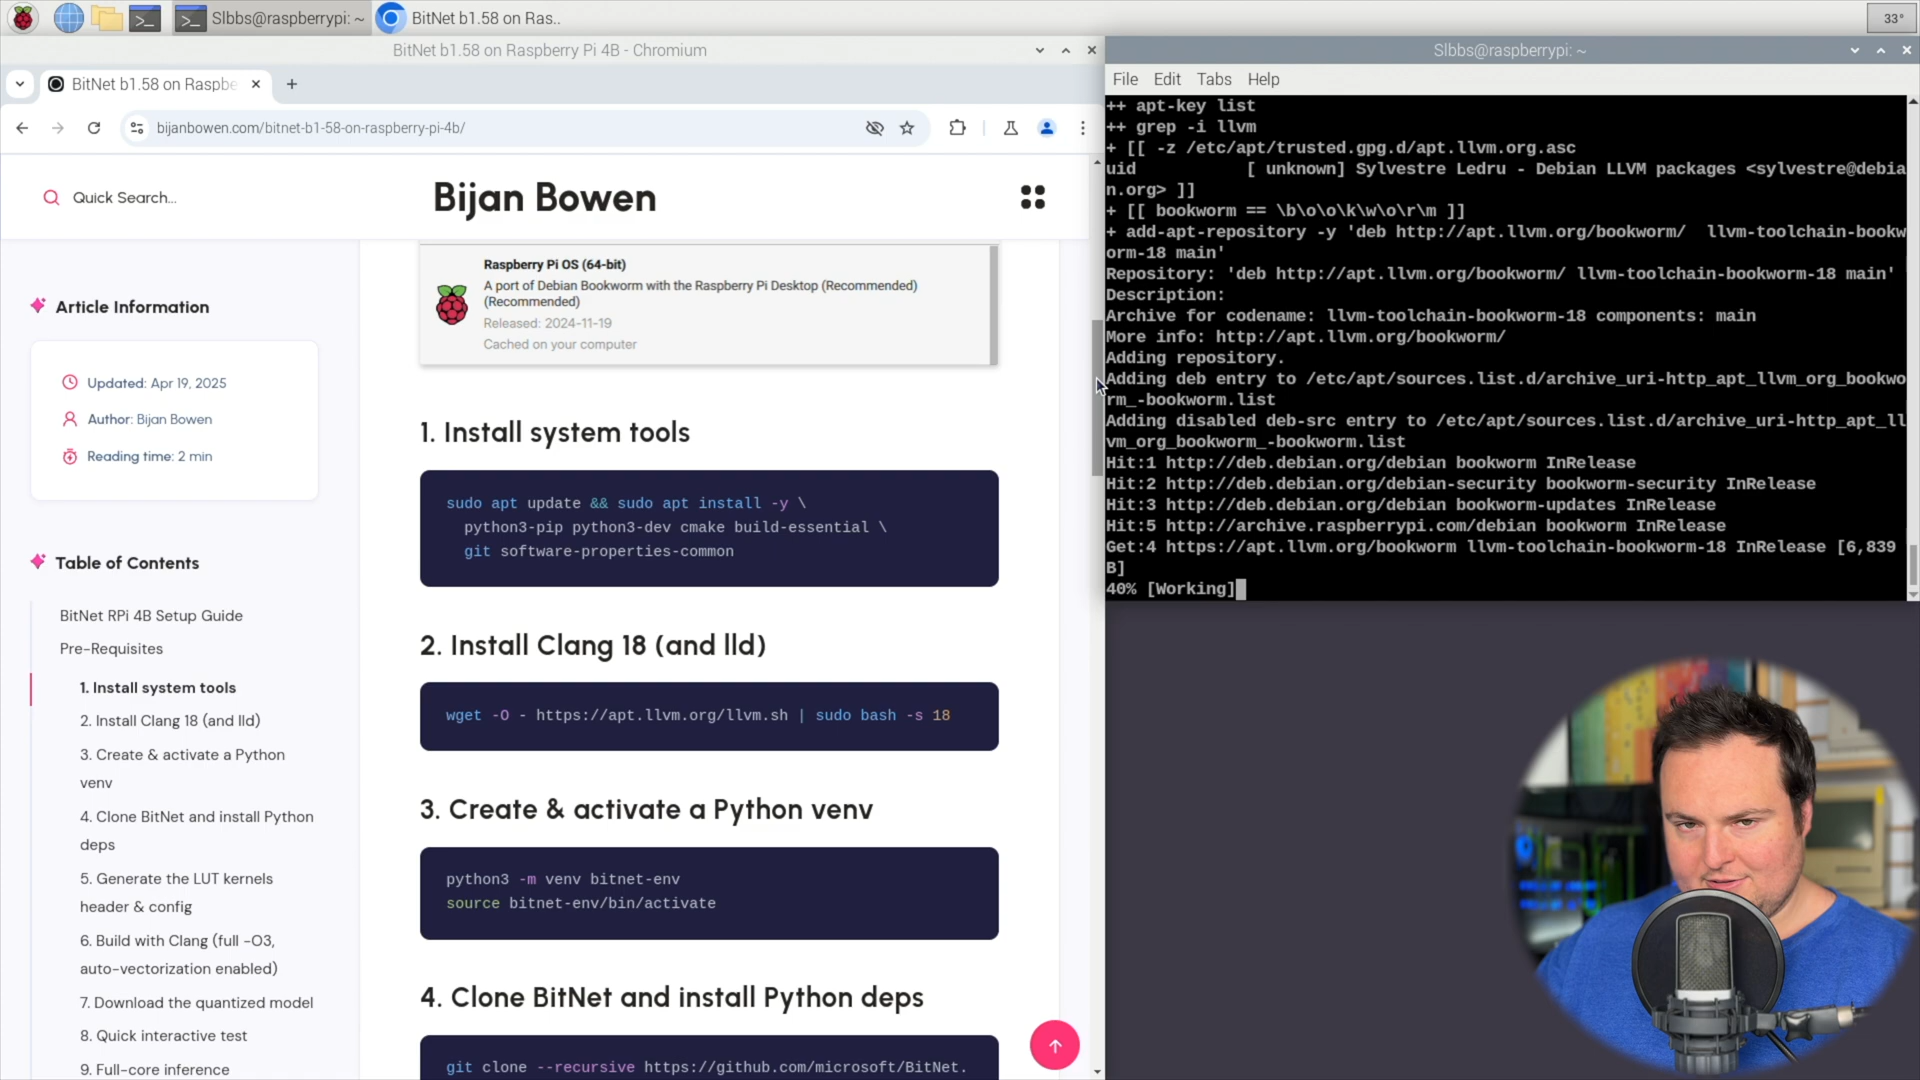 Slbbs@raspberrypi: ~
BitNet b1.58 on Ras..
33°
BitNet b1.58 on Raspberry Pi 4B - Chromium
BitNet b1.58 on Raspbe
bijanbowen.com/bitnet-b1-58-on-raspberry-pi-4b/
Quick Search...
Bijan Bowen
Article Information
Updated: Apr 19, 2025
Author: Bijan Bowen
Reading time: 2 min
Table of Contents
BitNet RPi 4B Setup Guide
Pre-Requisites
1. Install system tools
2. Install Clang 18 (and lld)
3. Create & activate a Python
venv
4. Clone BitNet and install Python
deps
5. Generate the LUT kernels
header & config
6. Build with Clang (full -O3,
auto-vectorization enabled)
7. Download the quantized model
8. Quick interactive test
9. Full-core inference
Raspberry Pi OS (64-bit)
A port of Debian Bookworm with the Raspberry Pi Desktop (Recommended)
(Recommended)
Released: 2024-11-19
Cached on your computer
1. Install system tools
sudo apt update && sudo apt install -y \
python3-pip python3-dev cmake build-essential \
git software-properties-common
2. Install Clang 18 (and lld)
wget -O - https://apt.llvm.org/llvm.sh | sudo bash -s 18
3. Create & activate a Python venv
python3 -m venv bitnet-env
source bitnet-env/bin/activate
4. Clone BitNet and install Python deps
git clone --recursive https://github.com/microsoft/BitNet.
Slbbs@raspberrypi: ~
File Edit Tabs Help
++ apt-key list
++ grep -i llvm
+ [[ -z /etc/apt/trusted.gpg.d/apt.llvm.org.asc
uid [ unknown] Sylvestre Ledru - Debian LLVM packages <sylvestre@debia
n.org> ]]
+ [[ bookworm == \b\o\o\k\w\o\r\m ]]
+ add-apt-repository -y 'deb http://apt.llvm.org/bookworm/ llvm-toolchain-bookw
orm-18 main'
Repository: 'deb http://apt.llvm.org/bookworm/ llvm-toolchain-bookworm-18 main'
Description:
Archive for codename: llvm-toolchain-bookworm-18 components: main
More info: http://apt.llvm.org/bookworm/
Adding repository.
Adding deb entry to /etc/apt/sources.list.d/archive_uri-http_apt_llvm_org_bookwo
rm_-bookworm.list
Adding disabled deb-src entry to /etc/apt/sources.list.d/archive_uri-http_apt_ll
vm_org_bookworm_-bookworm.list
Hit:1 http://deb.debian.org/debian bookworm InRelease
Hit:2 http://deb.debian.org/debian-security bookworm-security InRelease
Hit:3 http://deb.debian.org/debian bookworm-updates InRelease
Hit:5 http://archive.raspberrypi.com/debian bookworm InRelease
Get:4 https://apt.llvm.org/bookworm llvm-toolchain-bookworm-18 InRelease [6,839
B]
40% [Working]